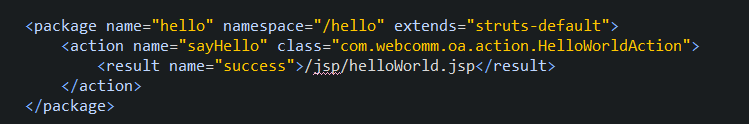 <package name="hello" namespace="/hello" extends="struts-default">
<action name="sayHello" class="com.webcomm.oa.action.HelloWorldAction">
<result name="success">/jsp/helloWorld.jsp</result>
</action>
</package>